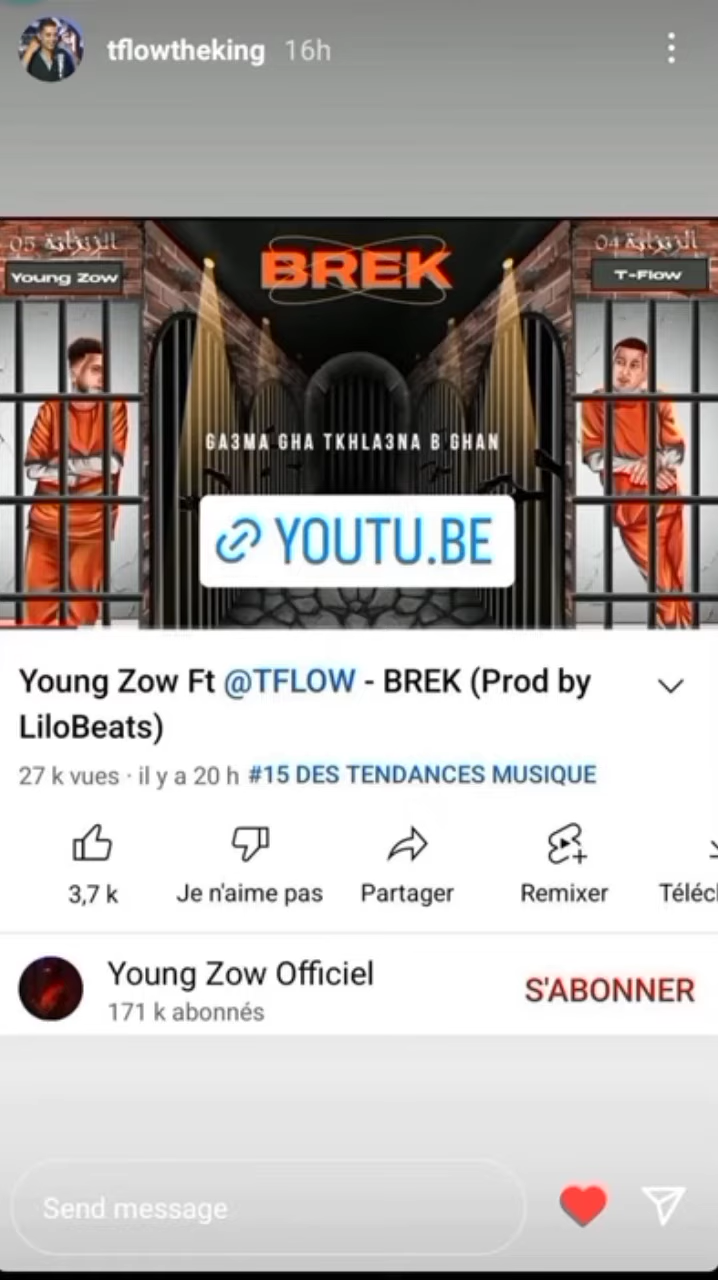 tflowtheking 16h
05 الزنزانة
Young Zow
BREK
04 الزنزانة
T-Flow
GA3MA GHA TKHLA3NA B GHAN
YOUTU.BE
Young Zow Ft @TFLOW - BREK (Prod by
LiloBeats)
27 k vues · il y a 20 h #15 DES TENDANCES MUSIQUE
3,7 k
Je n'aime pas
Partager
Remixer
Téléc
Young Zow Officiel
171 k abonnés
S'ABONNER
Send message